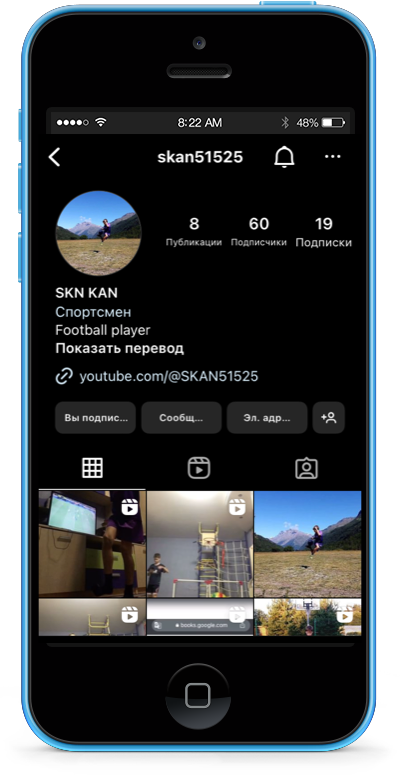 8:22 AM 48%
skan51525
8 60 19
Публикации Подписчики Подписки
SKN KAN
Спортсмен
Football player
Показать перевод
youtube.com/@SKAN51525
Вы подпис... Сообщ... Эл. адр...
books.google.com